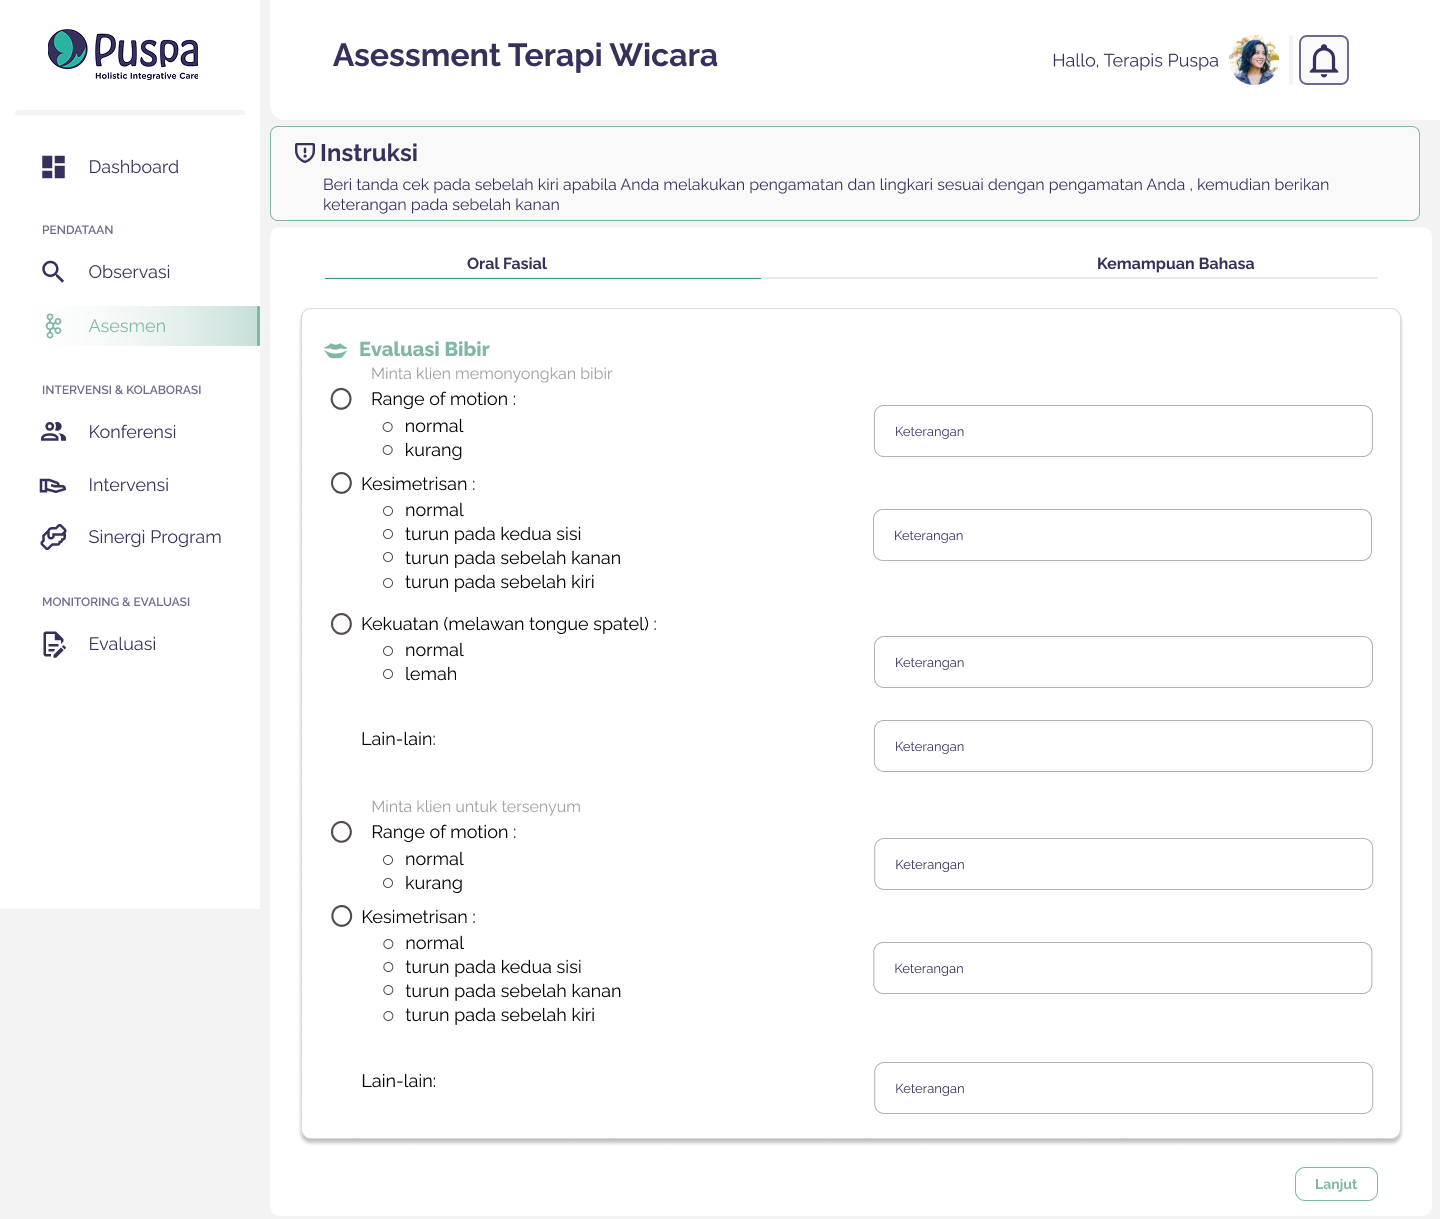 Puspa
Holistic Integrative Care
Dashboard
PENDATAAN
Observasi
Asesmen
INTERVENSI & KOLABORASI
Konferensi
Intervensi
Sinergi Program
MONITORING & EVALUASI
Evaluasi
Asessment Terapi Wicara
Hallo, Terapis Puspa
Instruksi
Beri tanda cek pada sebelah kiri apabila Anda melakukan pengamatan dan lingkari sesuai dengan pengamatan Anda , kemudian berikan
keterangan pada sebelah kanan
Oral Fasial
Kemampuan Bahasa
Evaluasi Bibir
Minta klien memonyongkan bibir
Range of motion :
normal
kurang
Keterangan
Kesimetrisan :
normal
turun pada kedua sisi
turun pada sebelah kanan
turun pada sebelah kiri
Keterangan
Kekuatan (melawan tongue spatel) :
normal
lemah
Keterangan
Lain-lain:
Keterangan
Minta klien untuk tersenyum
Range of motion :
normal
kurang
Keterangan
Kesimetrisan :
normal
turun pada kedua sisi
turun pada sebelah kanan
turun pada sebelah kiri
Keterangan
Lain-lain:
Keterangan
Lanjut